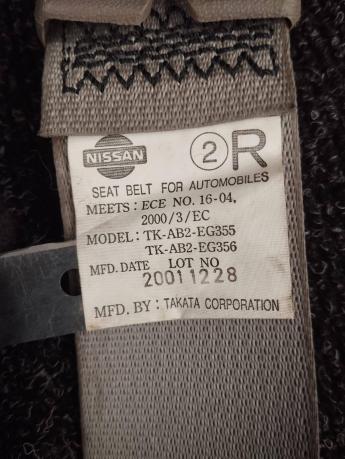 NISSAN 2 R
SEAT BELT FOR AUTOMOBILES
MEETS: ECE NO. 16-04,
2000/3/EC
MODEL: TK-AB2-EG355
TK-AB2-EG356
MFD. DATE LOT NO
20011228
MFD. BY: TAKATA CORPORATION